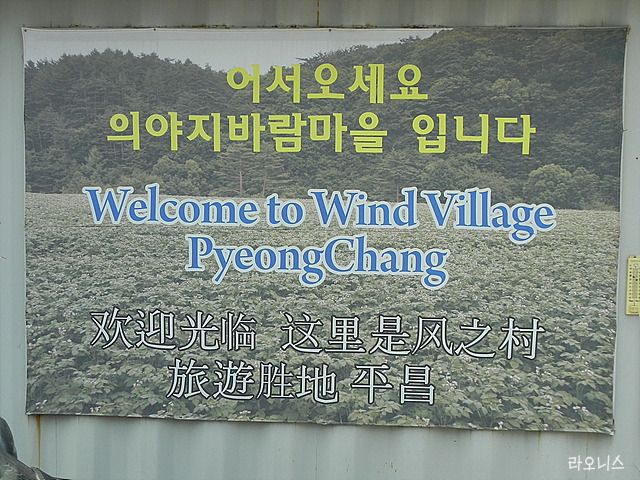 어서오세요
의야지바람마을 입니다
Welcome to Wind Village
PyeongChang
欢迎光临 这里是风之村
旅遊胜地 平昌
라오니스